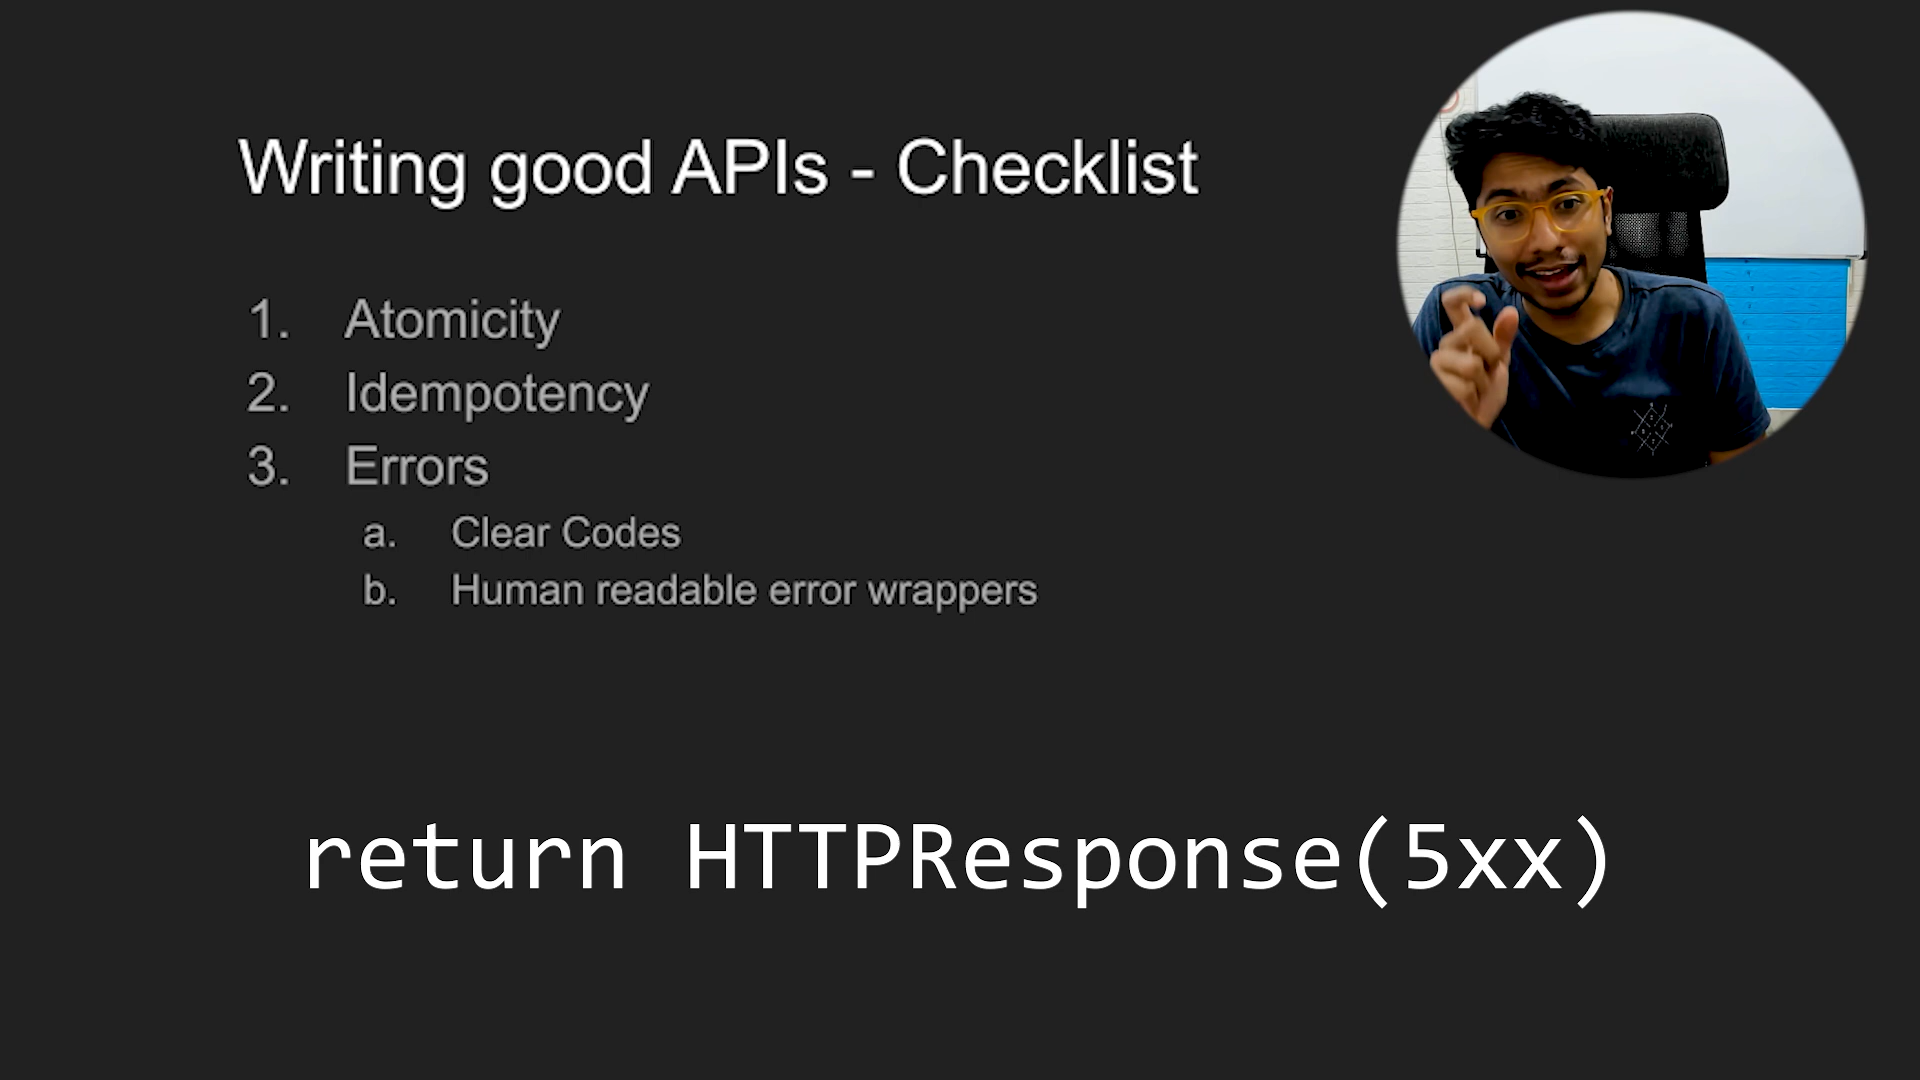 Writing good APIs - Checklist
1. Atomicity
2. Idempotency
3. Errors
a. Clear Codes
b. Human readable error wrappers
return HTTPResponse(5xx)